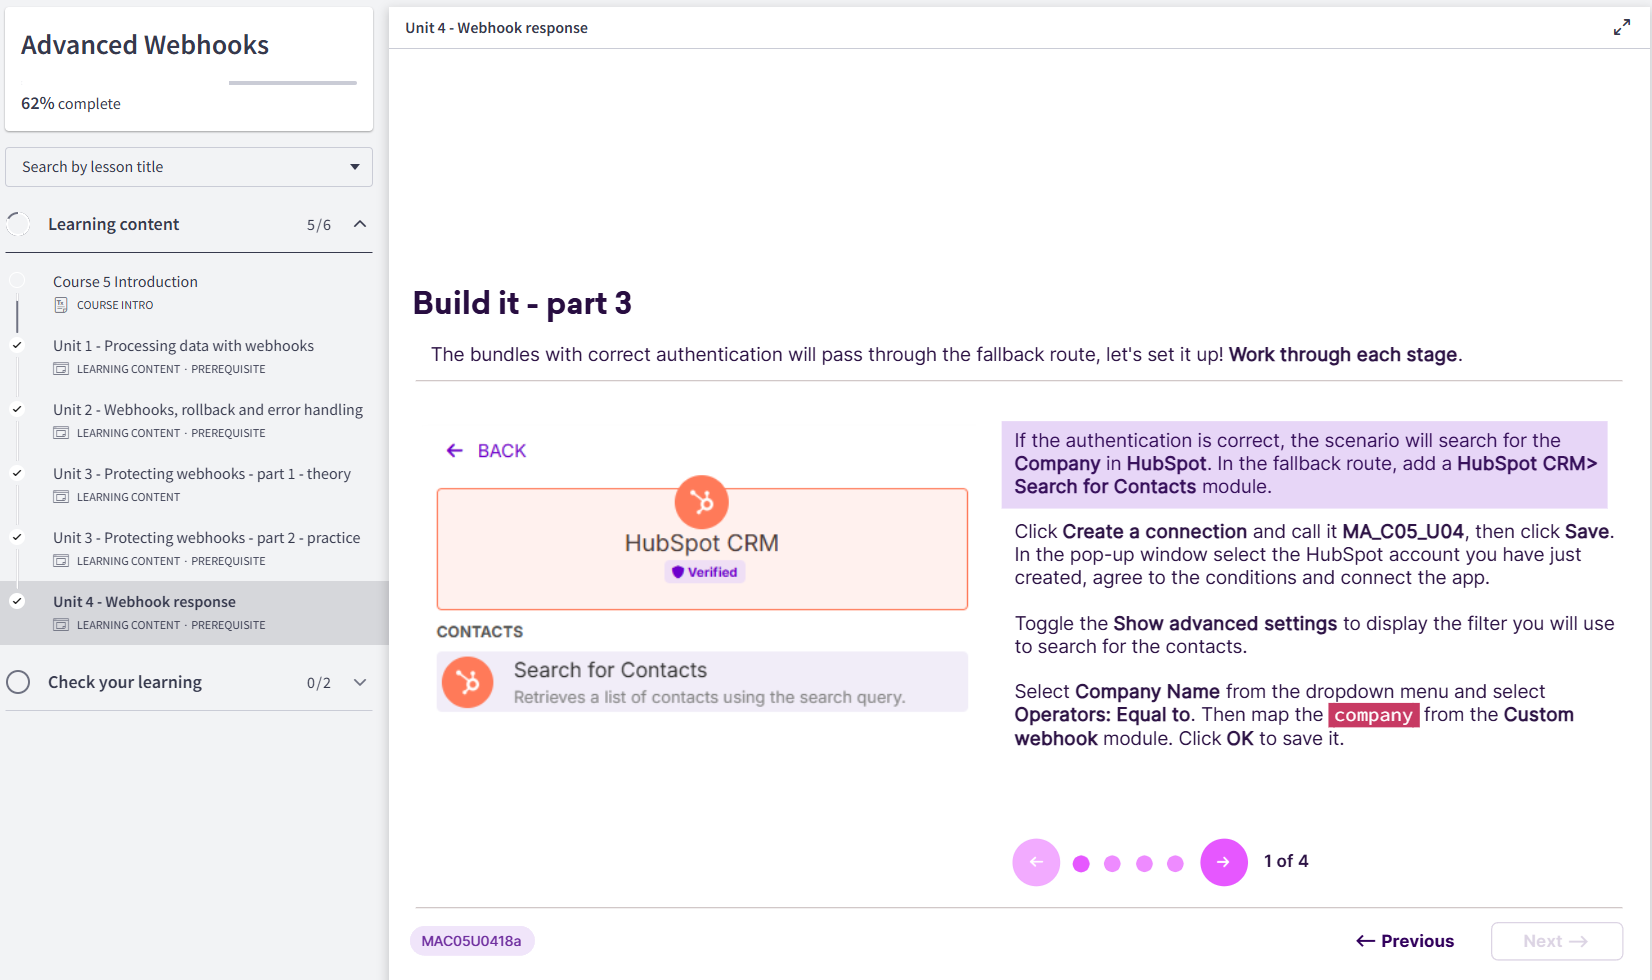 Advanced Webhooks
62% complete
Search by lesson title
Learning content 5/6
Course 5 Introduction
COURSE INTRO
Unit 1 - Processing data with webhooks
LEARNING CONTENT · PREREQUISITE
Unit 2 - Webhooks, rollback and error handling
LEARNING CONTENT · PREREQUISITE
Unit 3 - Protecting webhooks - part 1 - theory
LEARNING CONTENT
Unit 3 - Protecting webhooks - part 2 - practice
LEARNING CONTENT · PREREQUISITE
Unit 4 - Webhook response
LEARNING CONTENT · PREREQUISITE
Check your learning 0/2
Unit 4 - Webhook response
Build it - part 3
The bundles with correct authentication will pass through the fallback route, let's set it up! Work through each stage.
← BACK
HubSpot CRM
Verified
CONTACTS
Search for Contacts
Retrieves a list of contacts using the search query.
If the authentication is correct, the scenario will search for the
Company in HubSpot. In the fallback route, add a HubSpot CRM>
Search for Contacts module.
Click Create a connection and call it MA_C05_U04, then click Save.
In the pop-up window select the HubSpot account you have just
created, agree to the conditions and connect the app.
Toggle the Show advanced settings to display the filter you will use
to search for the contacts.
Select Company Name from the dropdown menu and select
Operators: Equal to. Then map the company from the Custom
webhook module. Click OK to save it.
1 of 4
MAC05U0418a
← Previous
Next →